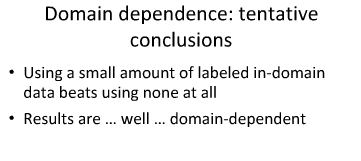 Domain dependence: tentative
conclusions
• Using a small amount of labeled in-domain
data beats using none at all
• Results are … well … domain-dependent